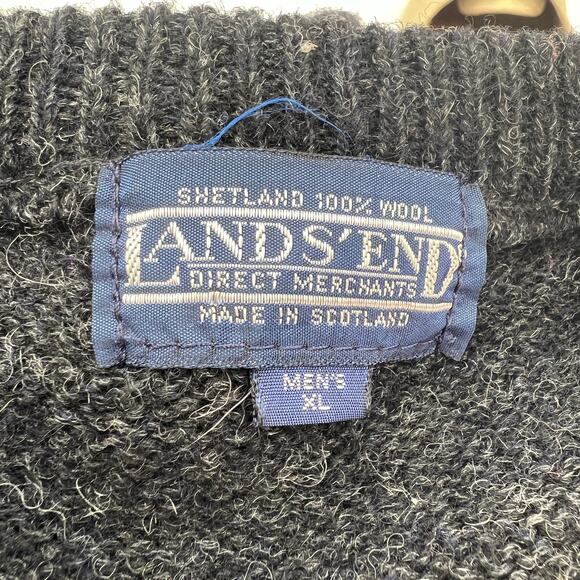 SHETLAND 100% WOOL
LANDS' END
DIRECT MERCHANTS
MADE IN SCOTLAND
MEN'S
XL